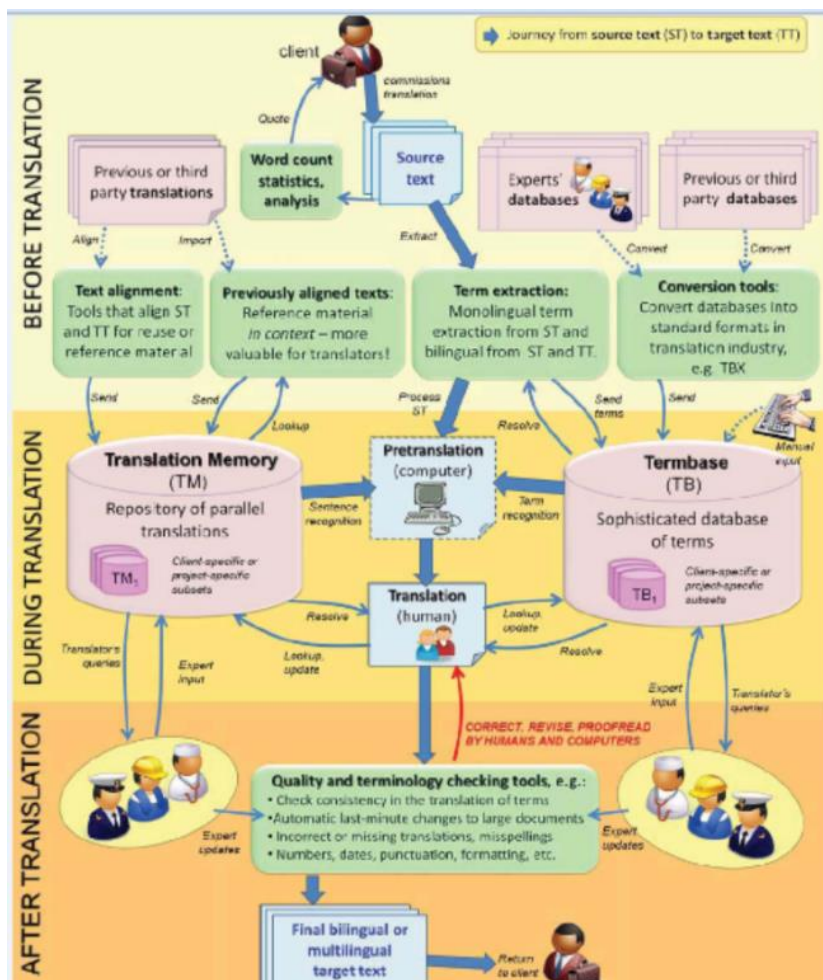 Journey from source text (ST) to target text (TT)
client
commissions
translation
Quote
BEFORE TRANSLATION
Previous or third
party translations
Word count
statistics,
analysis
Source
text
Experts'
databases
Previous or third
party databases
Align
Import
Extract
Convert
Convert
Text alignment:
Tools that align ST
and TT for reuse or
reference material
Previously aligned texts:
Reference material
in context – more
valuable for translators!
Term extraction:
Monolingual term
extraction from ST and
bilingual from ST and TT.
Conversion tools:
Convert databases into
standard formats in
translation industry,
e.g. TBX
Send
Send
Lookup
Process
ST
Resolve
Send
terms
Send
Manual
input
DURING TRANSLATION
Translation Memory
(TM)
Repository of parallel
translations
TM1
Client-specific or
project-specific
subsets
Sentence
recognition
Pretranslation
(computer)
Term
recognition
Termbase
(TB)
Sophisticated database
of terms
TB1
Client-specific or
project-specific
subsets
Translation
(human)
Resolve
Lookup,
update
Lookup,
update
Resolve
Translator's
queries
Expert
input
Expert
input
Translator's
queries
AFTER TRANSLATION
CORRECT, REVISE, PROOFREAD
BY HUMANS AND COMPUTERS
Quality and terminology checking tools, e.g.:
• Check consistency in the translation of terms
• Automatic last-minute changes to large documents
• Incorrect or missing translations, misspellings
• Numbers, dates, punctuation, formatting, etc.
Expert
updates
Expert
updates
Final bilingual or
multilingual
target text
Return
to client